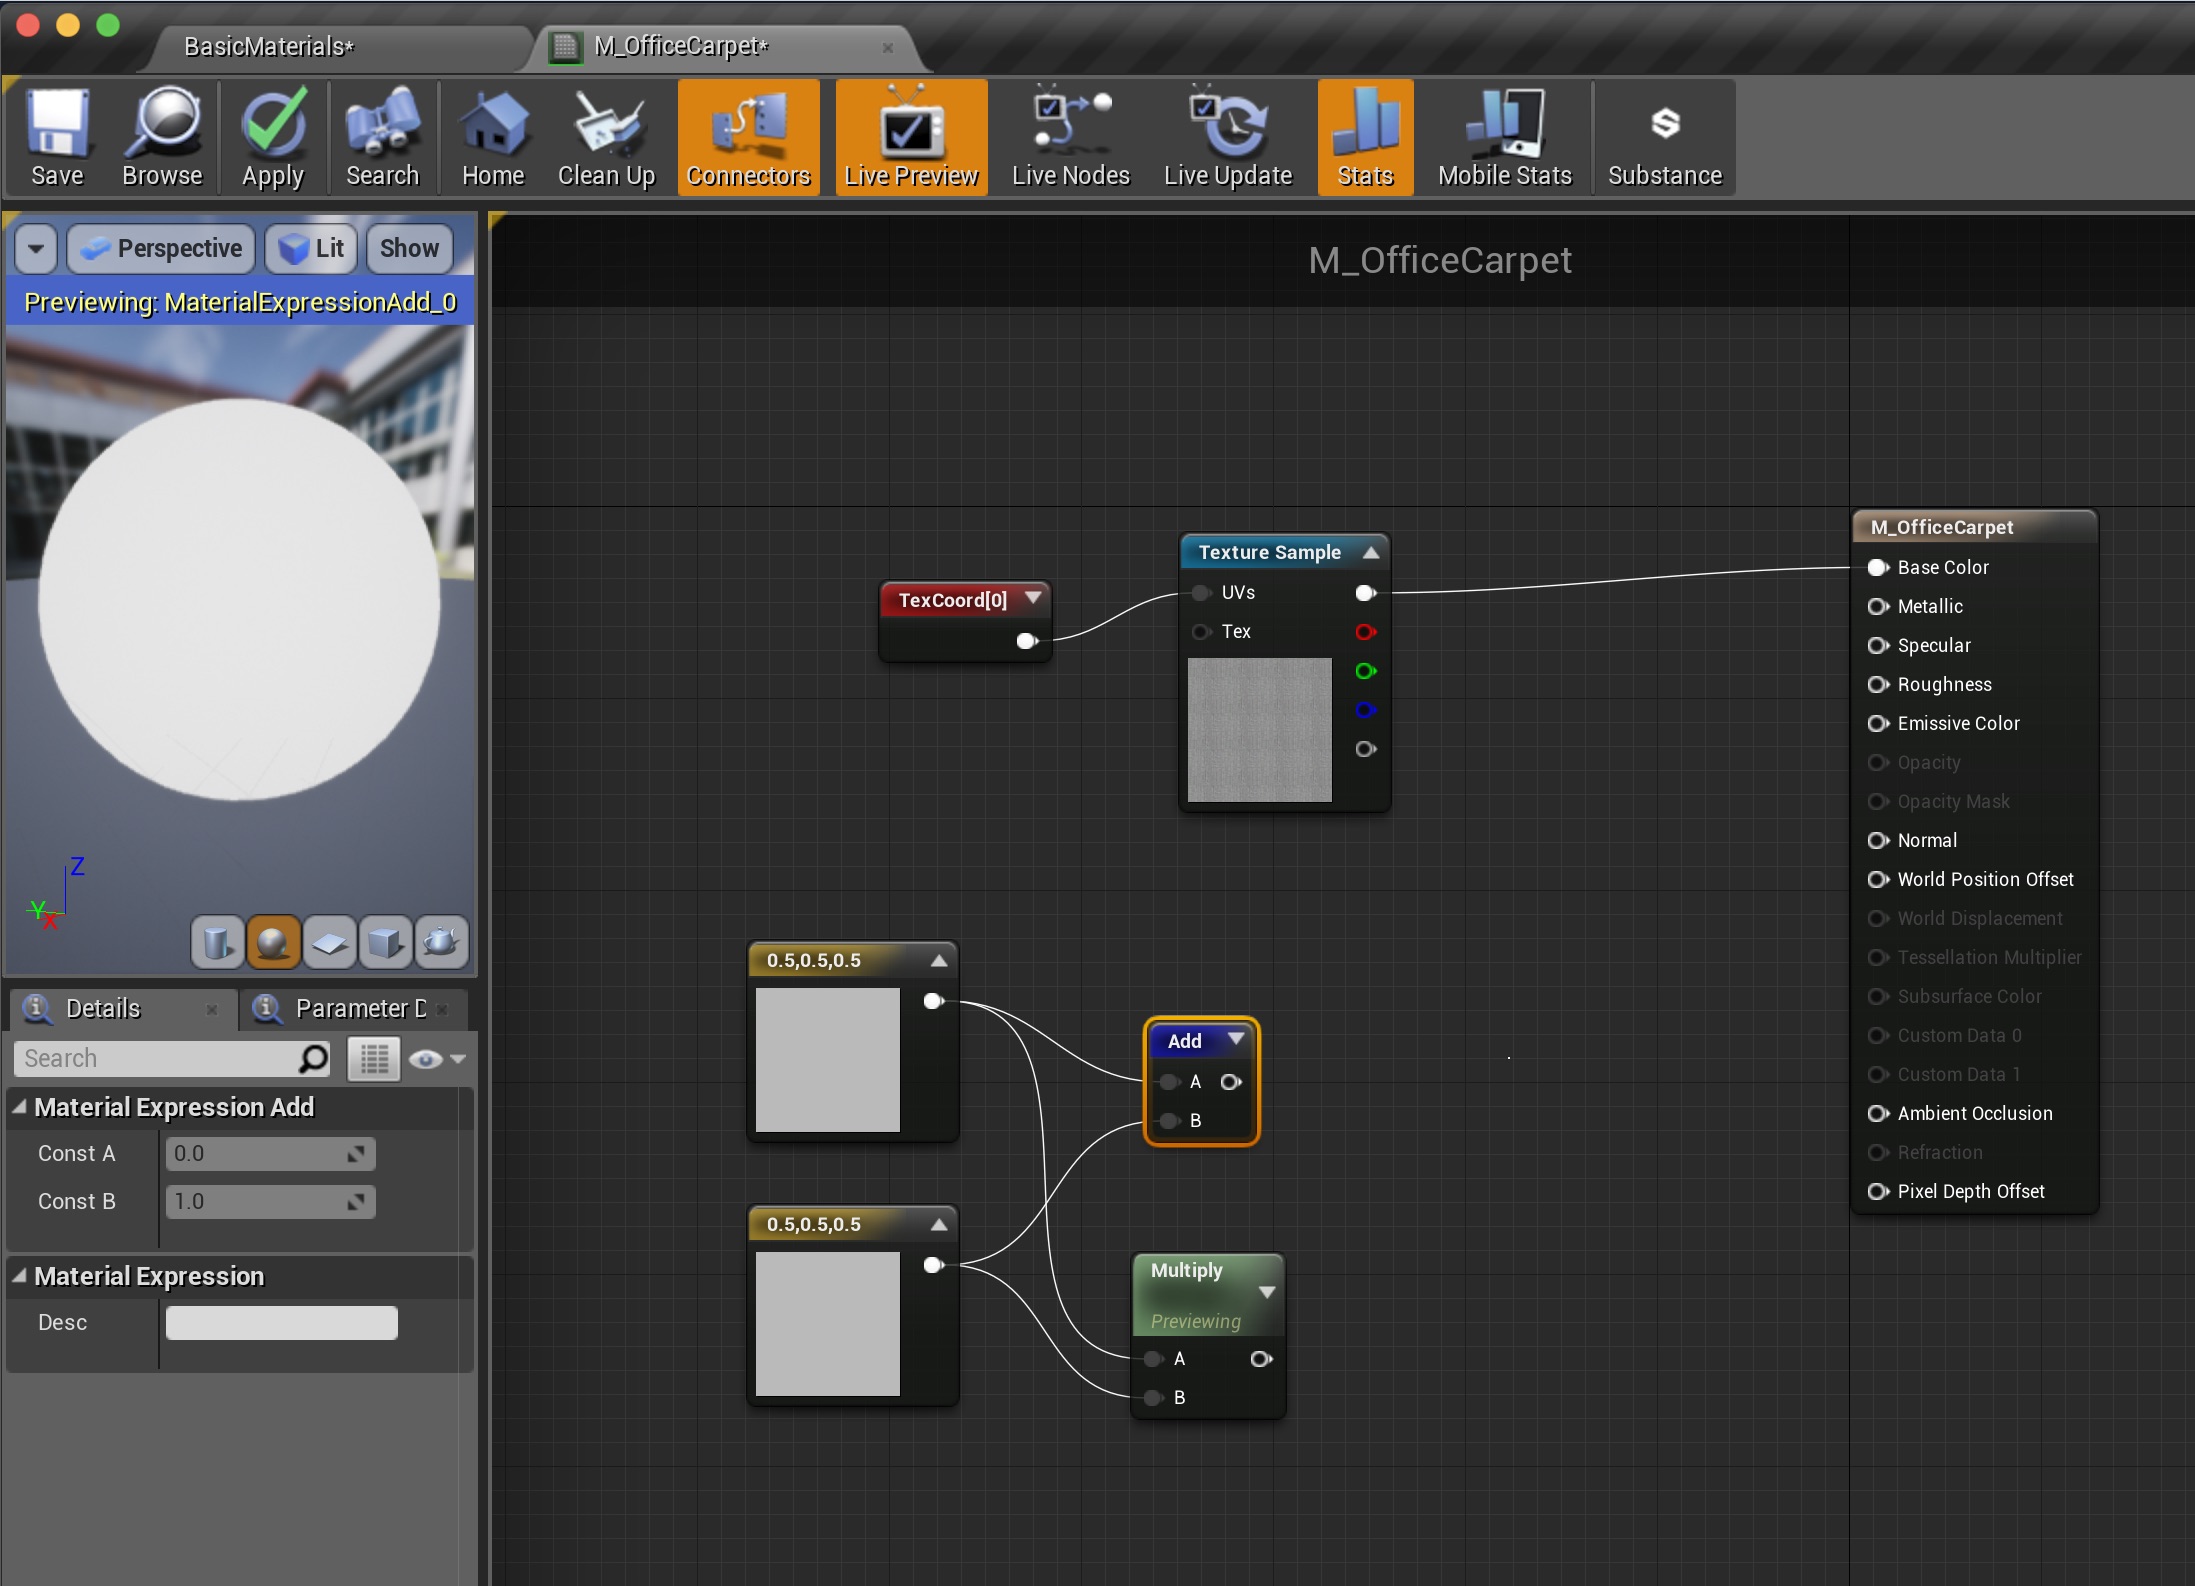 BasicMaterials*
M_OfficeCarpet*
Save
Browse
Apply
Search
Home
Clean Up
Connectors
Live Preview
Live Nodes
Live Update
Stats
Mobile Stats
Substance
Perspective
Lit
Show
Previewing: MaterialExpressionAdd_0
Z
Y
X
Details
Parameter D
Search
Material Expression Add
Const A
0.0
Const B
1.0
Material Expression
Desc
M_OfficeCarpet
TexCoord[0]
Texture Sample
UVs
Tex
0.5,0.5,0.5
0.5,0.5,0.5
Add
A
B
Multiply
Previewing
A
B
M_OfficeCarpet
Base Color
Metallic
Specular
Roughness
Emissive Color
Opacity
Opacity Mask
Normal
World Position Offset
World Displacement
Tessellation Multiplier
Subsurface Color
Custom Data 0
Custom Data 1
Ambient Occlusion
Refraction
Pixel Depth Offset